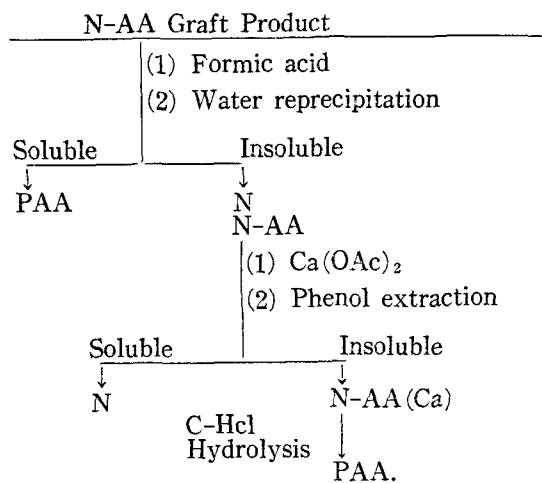 N-AA Graft Product
(1) Formic acid
(2) Water reprecipitation
Soluble Insoluble
PAA N
N-AA
(1) Ca(OAc)₂
(2) Phenol extraction
Soluble Insoluble
N N-AA(Ca)
C-Hcl
Hydrolysis
PAA.